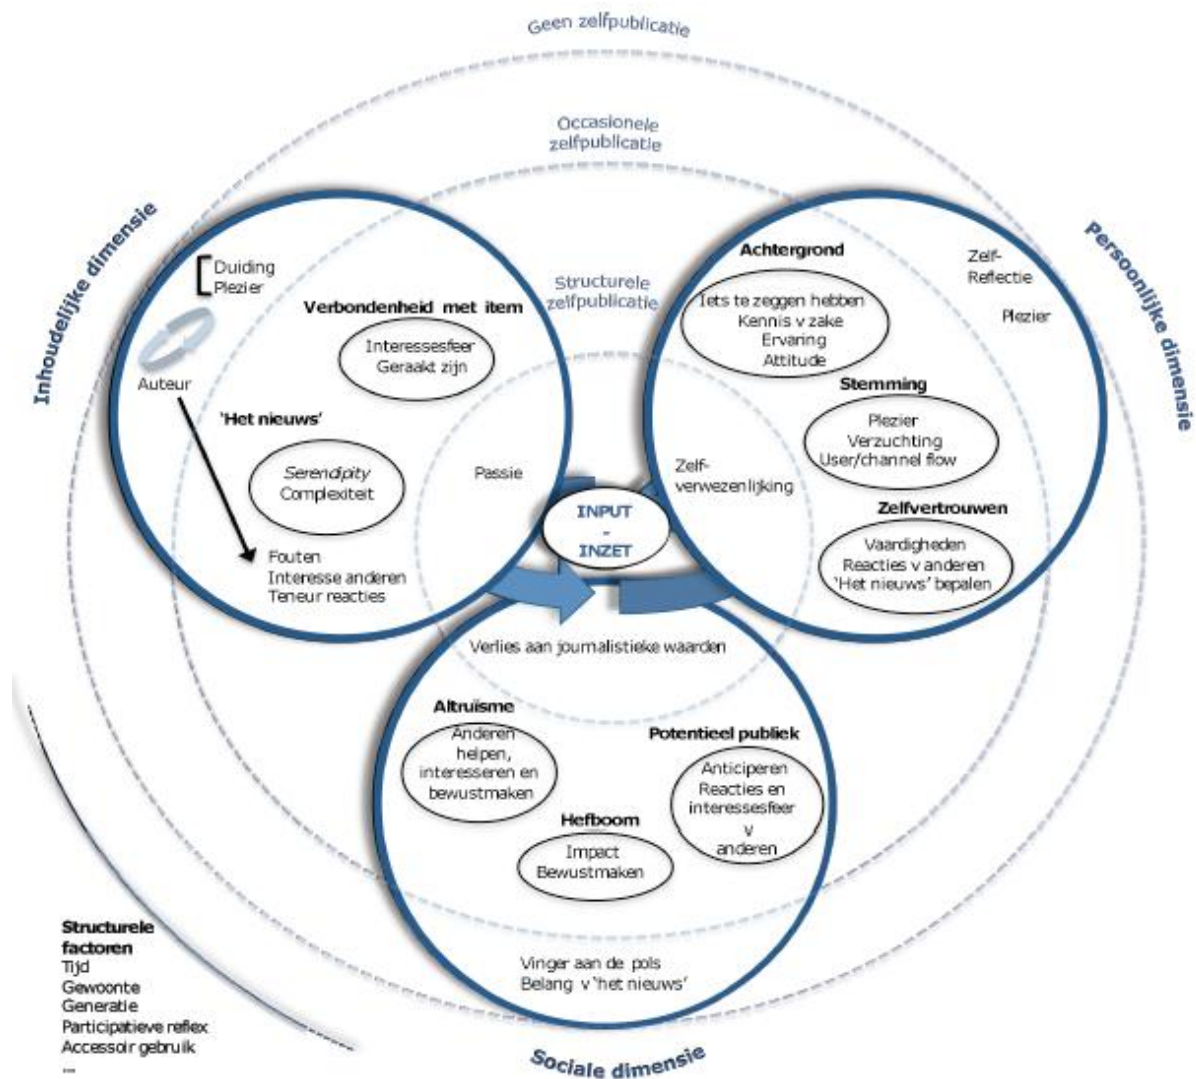 Geen zelfpublicatie
Occasionele
zelfpublicatie
Structurele
zelfpublicatie
Inhoudelijke dimensie
Duiding
Plezier
Auteur
Verbondenheid met item
Interessesfeer
Geraakt zijn
‘Het nieuws’
Serendipity
Complexiteit
Passie
Fouten
Interesse anderen
Teneur reacties
Persoonlijke dimensie
Achtergrond
Iets te zeggen hebben
Kennis v zake
Ervaring
Attitude
Zelf-
Reflectie
Plezier
Stemming
Plezier
Verzuchting
User/channel flow
Zelf-
verwezenlijking
Zelfvertrouwen
Vaardigheden
Reacties v anderen
‘Het nieuws’ bepalen
INPUT
-
INZET
Verlies aan journalistieke waarden
Altruïsme
Anderen
helpen,
interesseren en
bewustmaken
Potentieel publiek
Anticiperen
Reacties en
interessesfeer
v
anderen
Hefboom
Impact
Bewustmaken
Vinger aan de pols
Belang v ‘het nieuws’
Sociale dimensie
Structurele
factoren
Tijd
Gewoonte
Generatie
Participatieve reflex
Accessoir gebruik
...